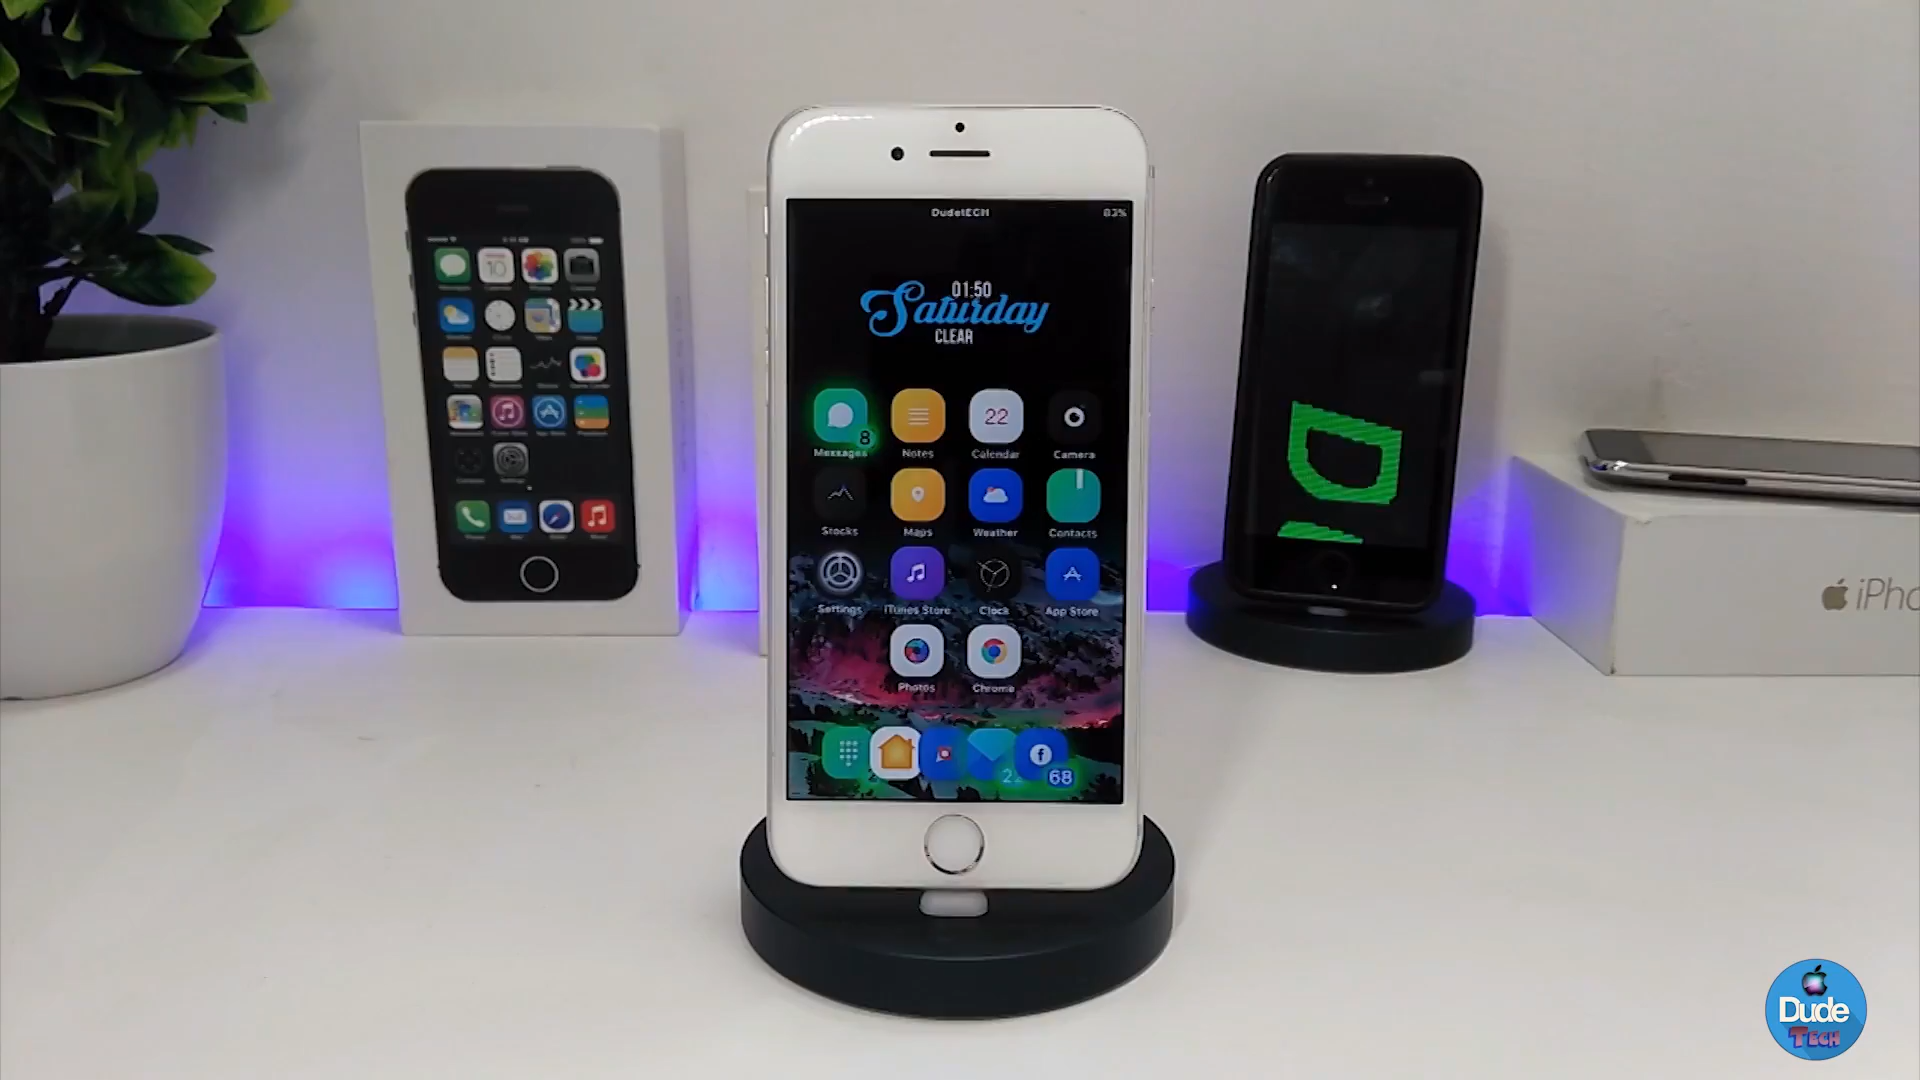 DudetECH 83%
01:50
Saturday
CLEAR
8
22
Messages Notes Calendar Camera
Stocks Maps Weather Contacts
Settings iTunes Store Clock App Store
Photos Chrome
68
10
iPho
Dude
TECH